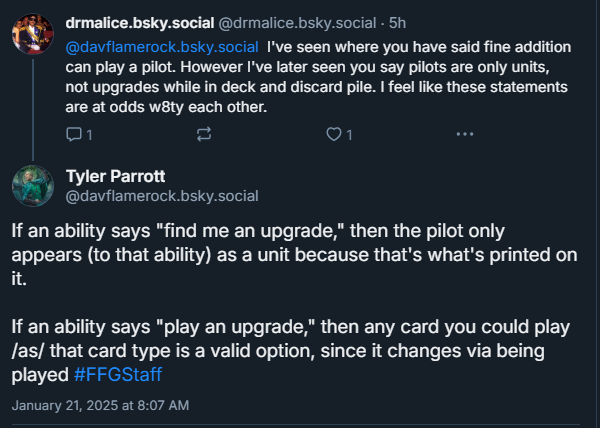 drmalice.bsky.social @drmalice.bsky.social · 5h
@davflamerock.bsky.social I've seen where you have said fine addition
can play a pilot. However I've later seen you say pilots are only units,
not upgrades while in deck and discard pile. I feel like these statements
are at odds w8ty each other.
1 1
Tyler Parrott
@davflamerock.bsky.social
If an ability says "find me an upgrade," then the pilot only
appears (to that ability) as a unit because that's what's printed on
it.
If an ability says "play an upgrade," then any card you could play
/as/ that card type is a valid option, since it changes via being
played #FFGStaff
January 21, 2025 at 8:07 AM